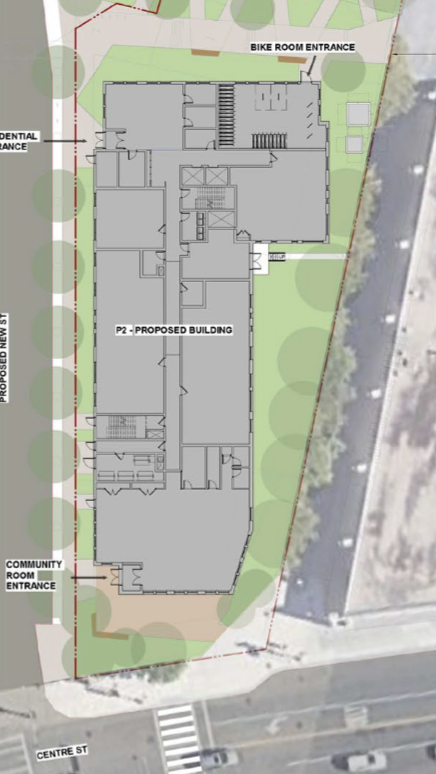 BIKE ROOM ENTRANCE
DENTIAL
RANCE
P2 - PROPOSED BUILDING
PROPOSED NEW ST
COMMUNITY
ROOM
ENTRANCE
CENTRE ST